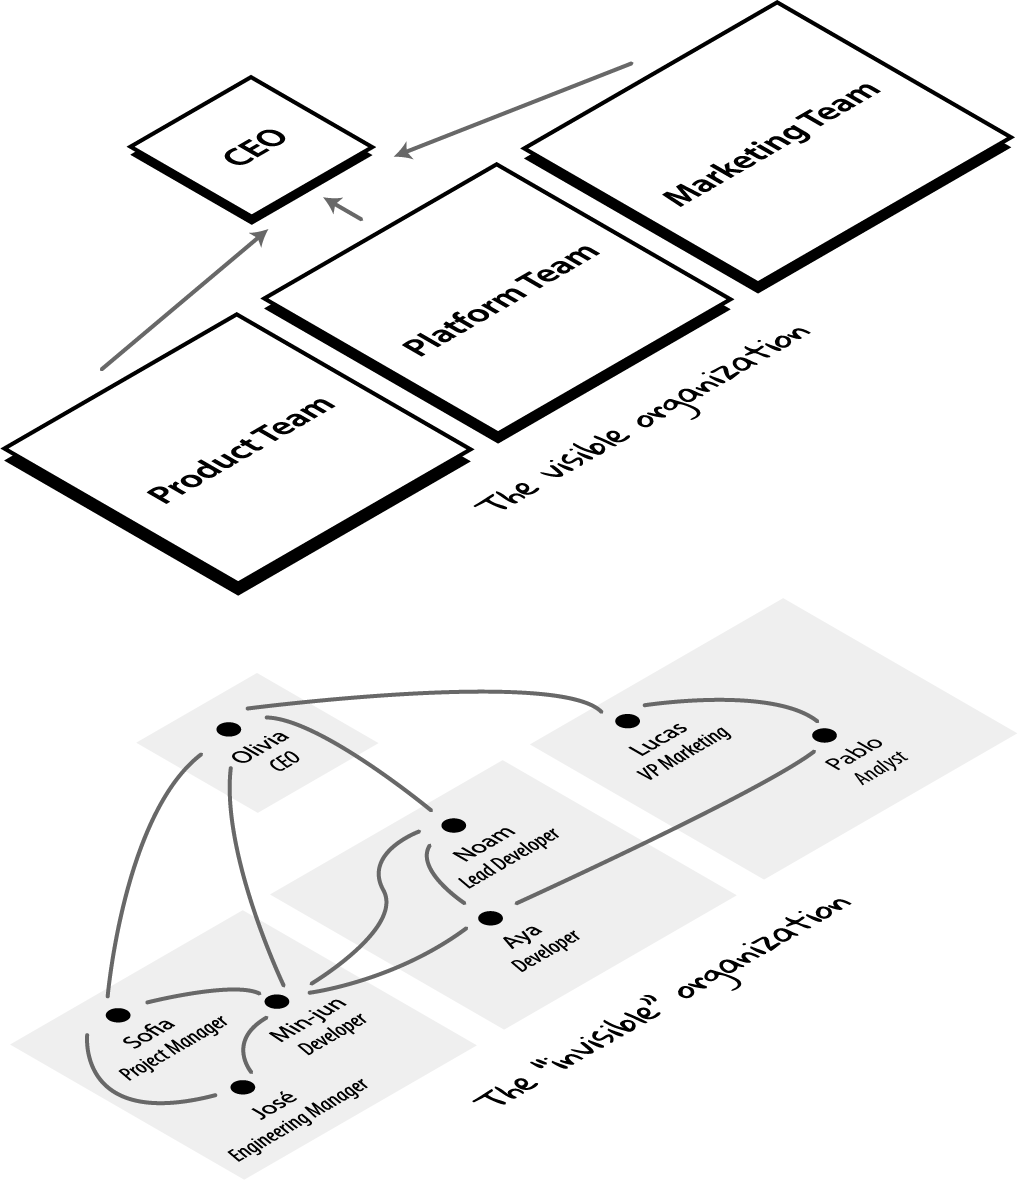 CEO
Marketing Team
Platform Team
Product Team
The visible organization
Olivia
CEO
Lucas
VP Marketing
Pablo
Analyst
Noam
Lead Developer
Aya
Developer
Sofia
Project Manager
Min-jun
Developer
José
Engineering Manager
The "invisible" organization